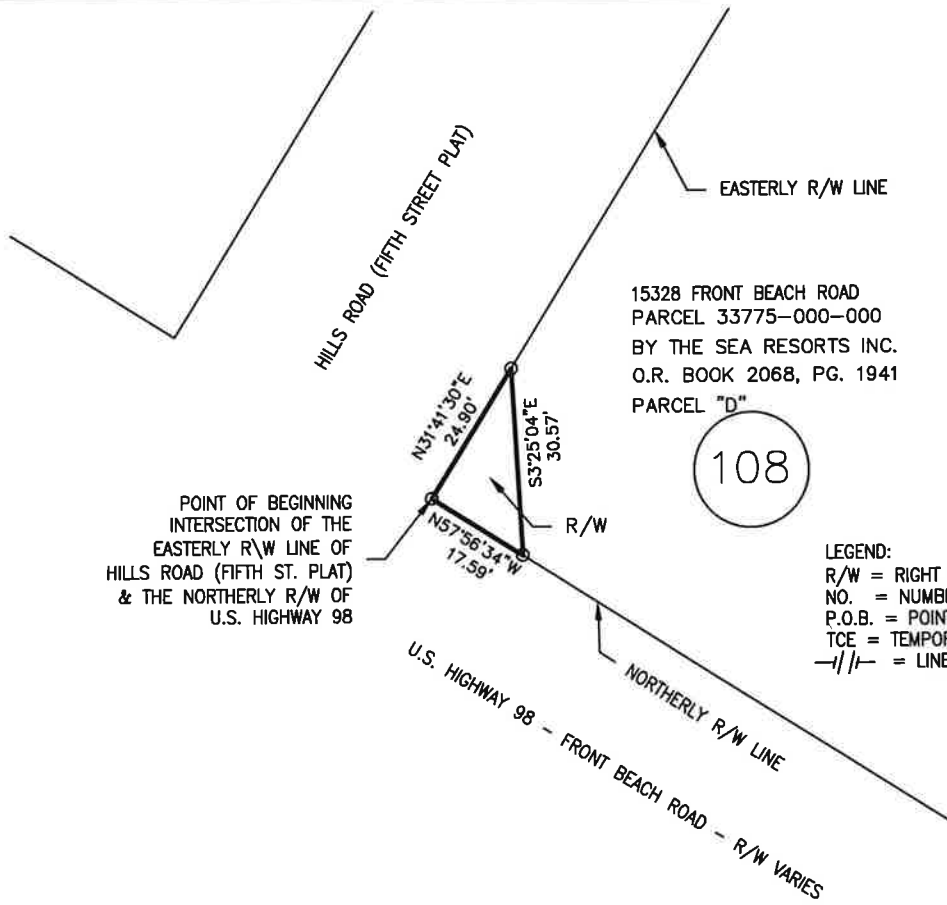 HILLS ROAD (FIFTH STREET PLAT)
EASTERLY R/W LINE
15328 FRONT BEACH ROAD
PARCEL 33775-000-000
BY THE SEA RESORTS INC.
O.R. BOOK 2068, PG. 1941
PARCEL "D"
108
N31°41'30"E
24.90'
S3°25'04"E
30.57'
R/W
N57°56'34"W
17.59'
POINT OF BEGINNING
INTERSECTION OF THE
EASTERLY R\W LINE OF
HILLS ROAD (FIFTH ST. PLAT)
& THE NORTHERLY R/W OF
U.S. HIGHWAY 98
LEGEND:
R/W = RIGHT
NO. = NUMB
P.O.B. = POINT
TCE = TEMPO
= LINE
NORTHERLY R/W LINE
U.S. HIGHWAY 98 - FRONT BEACH ROAD - R/W VARIES